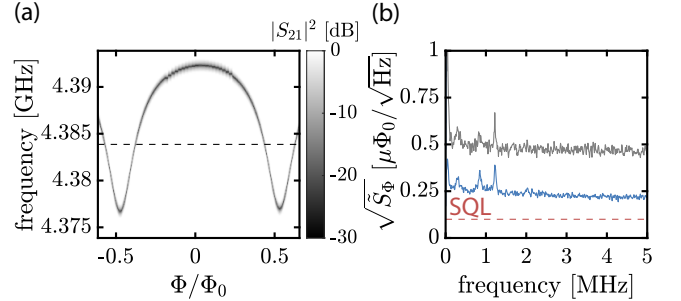 (a)
|S21|² [dB]
(b)
frequency [GHz]
4.39
4.385
4.38
4.375
-0.5
0
0.5
Φ/Φ0
0
-10
-20
-30
√S̃Φ [μΦ0/√Hz]
1
0.75
0.5
0.25
0
SQL
0
1
2
3
4
5
frequency [MHz]